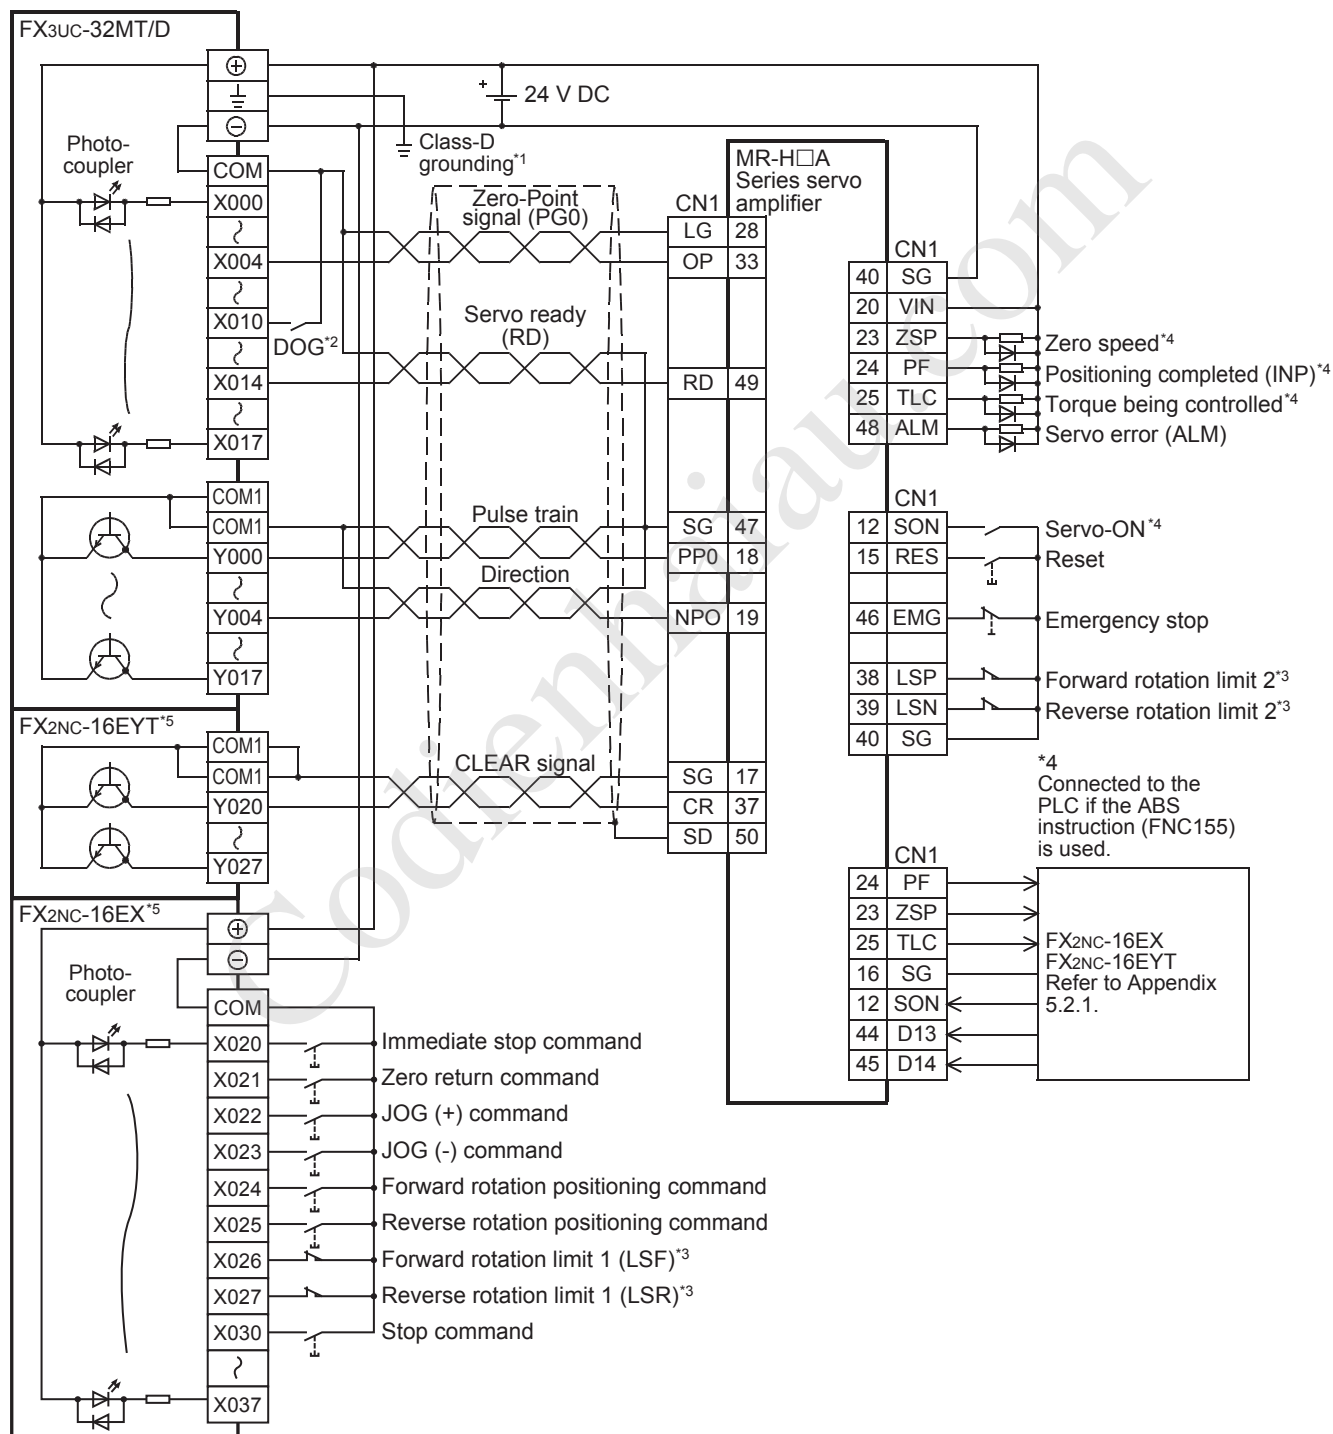 FX3UC-32MT/D
24 V DC
Class-D
grounding*1
Photo-
coupler
COM
X000
X004
X010
X014
X017
DOG*2
Zero-Point
signal (PG0)
Servo ready
(RD)
COM1
COM1
Y000
Y004
Y017
Pulse train
Direction
FX2NC-16EYT*5
COM1
COM1
Y020
Y027
CLEAR signal
MR-H□A
Series servo
amplifier
CN1
LG 28
OP 33
RD 49
SG 47
PP0 18
NPO 19
SG 17
CR 37
SD 50
CN1
40 SG
20 VIN
23 ZSP Zero speed*4
24 PF Positioning completed (INP)*4
25 TLC Torque being controlled*4
48 ALM Servo error (ALM)
CN1
12 SON Servo-ON*4
15 RES Reset
46 EMG Emergency stop
38 LSP Forward rotation limit 2*3
39 LSN Reverse rotation limit 2*3
40 SG
*4
Connected to the
PLC if the ABS
instruction (FNC155)
is used.
CN1
24 PF
23 ZSP
25 TLC
16 SG
12 SON
44 D13
45 D14
FX2NC-16EX
FX2NC-16EYT
Refer to Appendix
5.2.1.
FX2NC-16EX*5
Photo-
coupler
COM
X020 Immediate stop command
X021 Zero return command
X022 JOG (+) command
X023 JOG (-) command
X024 Forward rotation positioning command
X025 Reverse rotation positioning command
X026 Forward rotation limit 1 (LSF)*3
X027 Reverse rotation limit 1 (LSR)*3
X030 Stop command
X037
Codienhaiau.com